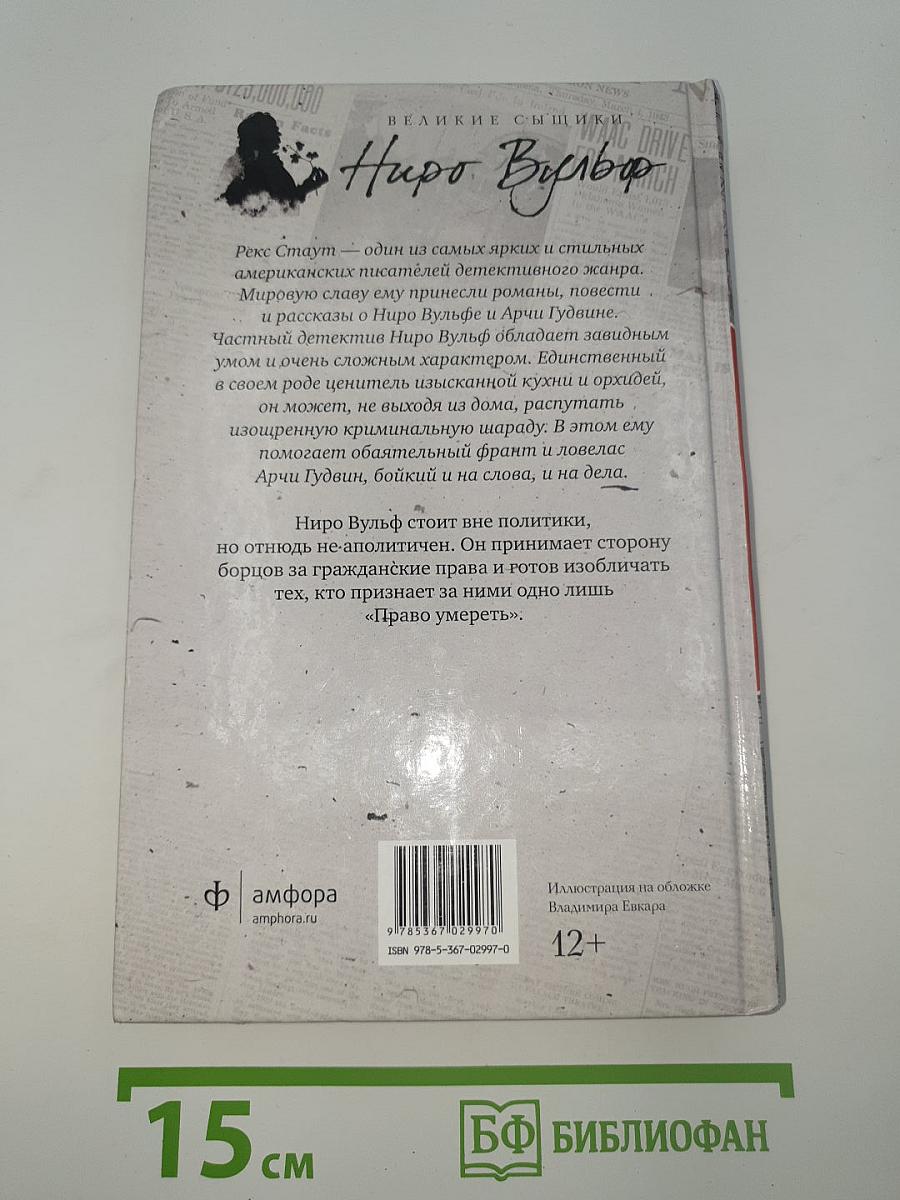 $125,000,000
ВЕЛИКИЕ СЫЩИКИ
WAAC DRIVE
Ниро Вульф
Рекс Стаут — один из самых ярких и стильных
американских писателей детективного жанра.
Мировую славу ему принесли романы, повести
и рассказы о Ниро Вульфе и Арчи Гудвине.
Частный детектив Ниро Вульф обладает завидным
умом и очень сложным характером. Единственный
в своем роде ценитель изысканной кухни и орхидей,
он может, не выходя из дома, распутать
изощренную криминальную шараду. В этом ему
помогает обаятельный франт и ловелас
Арчи Гудвин, бойкий и на слова, и на дела.
Ниро Вульф стоит вне политики,
но отнюдь не аполитичен. Он принимает сторону
борцов за гражданские права и готов изобличать
тех, кто признает за ними одно лишь
«Право умереть».
амфора
amphora.ru
9 785367 029970
ISBN 978-5-367-02997-0
Иллюстрация на обложке
Владимира Евкара
12+
15 см
БФ БИБЛИОФАН